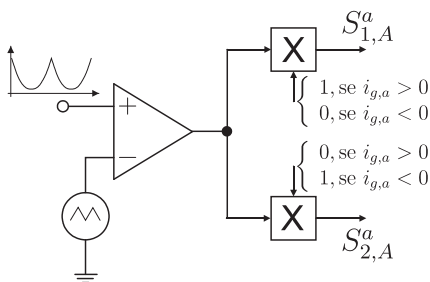 S^a_{1,A}
X
1, se i_{g,a} > 0
0, se i_{g,a} < 0
+
−
0, se i_{g,a} > 0
1, se i_{g,a} < 0
X
S^a_{2,A}